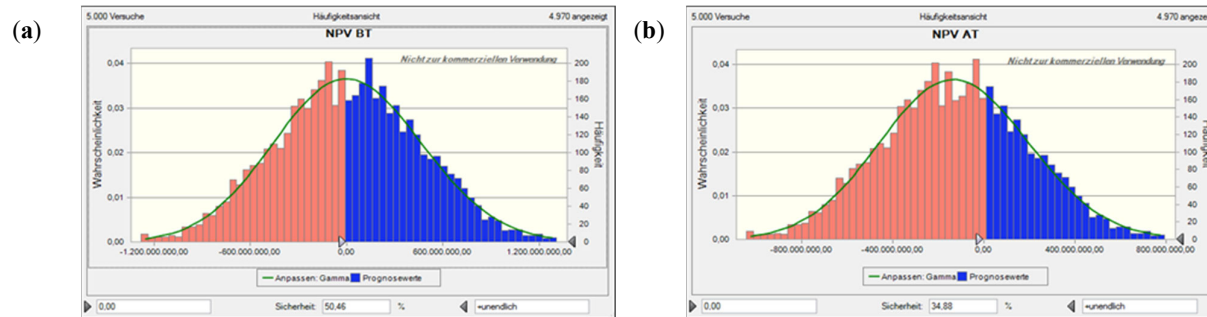 (a)
5.000 Versuche Häufigkeitsansicht 4.970 angezeigt
NPV BT
Nicht zur kommerziellen Verwendung
Wahrscheinlichkeit
0,04
0,03
0,02
0,01
0,00
200
180
160
140
120
100
80
60
40
20
0
Häufigkeit
-1.200.000.000,00 -600.000.000,00 0,00 600.000.000,00 1.200.000.000,00
Anpassen: Gamma Prognosewerte
0,00 Sicherheit: 50,46 % +unendlich
(b)
5.000 Versuche Häufigkeitsansicht 4.970 angezeigt
NPV AT
Nicht zur kommerziellen Verwendung
Wahrscheinlichkeit
0,04
0,03
0,02
0,01
0,00
200
180
160
140
120
100
80
60
40
20
0
Häufigkeit
-800.000.000,00 -400.000.000,00 0,00 400.000.000,00 800.000.000,00
Anpassen: Gamma Prognosewerte
0,00 Sicherheit: 34,88 % +unendlich